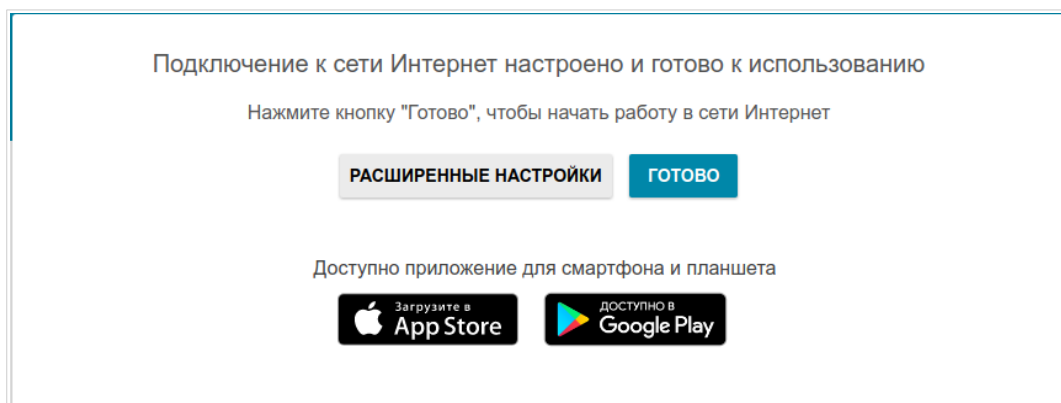 Подключение к сети Интернет настроено и готово к использованию
Нажмите кнопку "Готово", чтобы начать работу в сети Интернет
РАСШИРЕННЫЕ НАСТРОЙКИ ГОТОВО
Доступно приложение для смартфона и планшета
Загрузите в
App Store
ДОСТУПНО В
Google Play